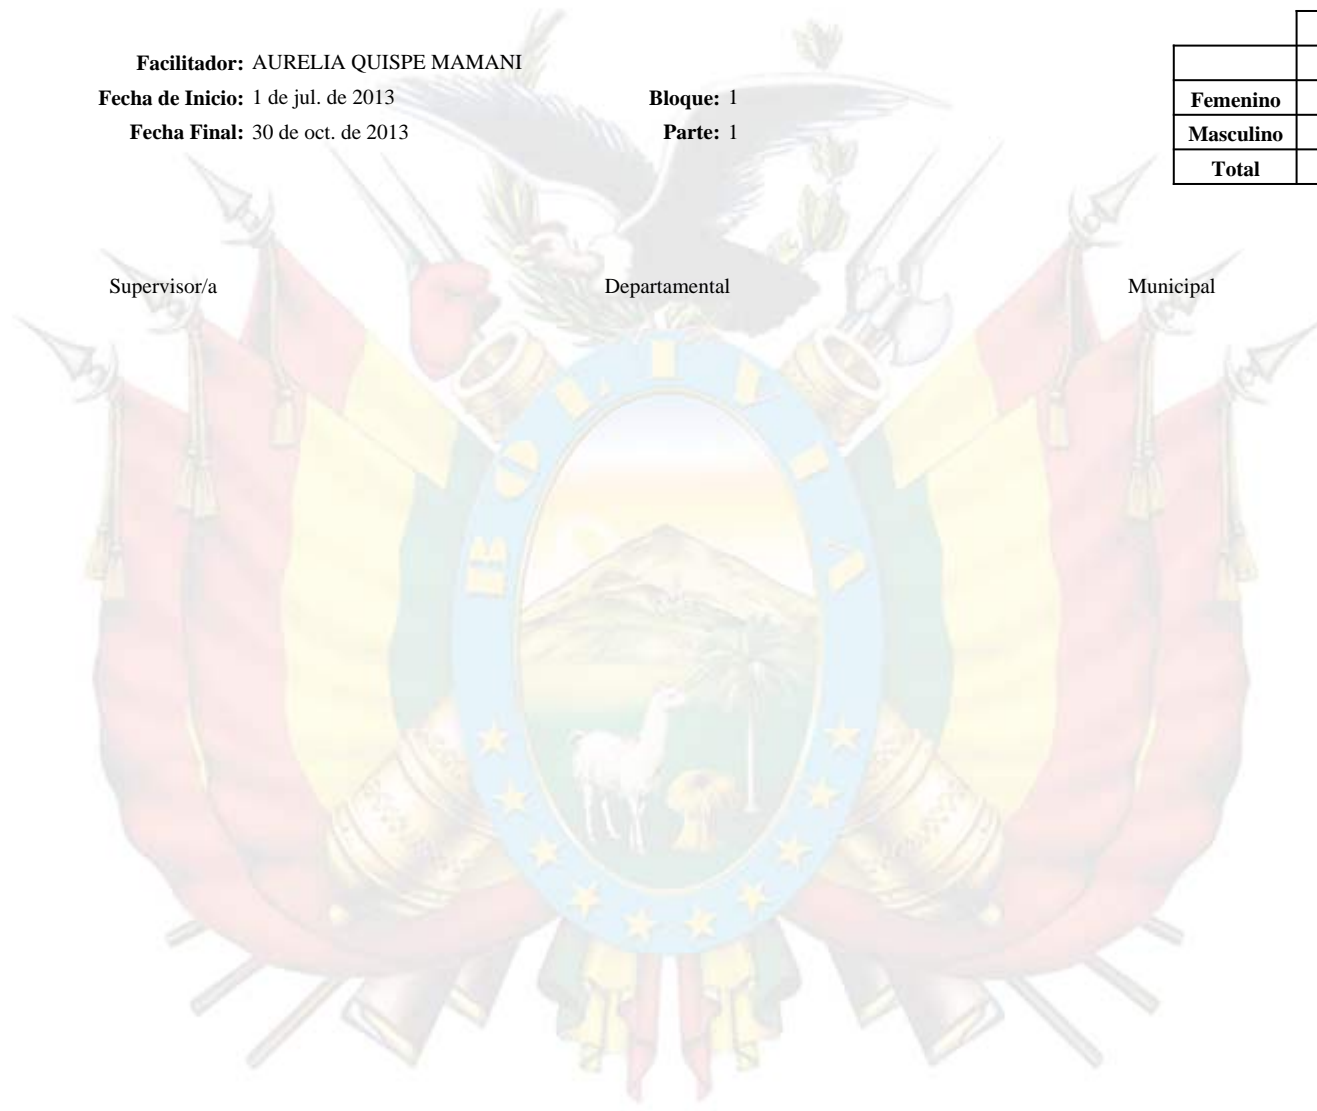 Facilitador: AURELIA QUISPE MAMANI
Fecha de Inicio: 1 de jul. de 2013 Bloque: 1
Femenino
Fecha Final: 30 de oct. de 2013 Parte: 1
Masculino
Total
Supervisor/a Departamental Municipal
BOLIVIA